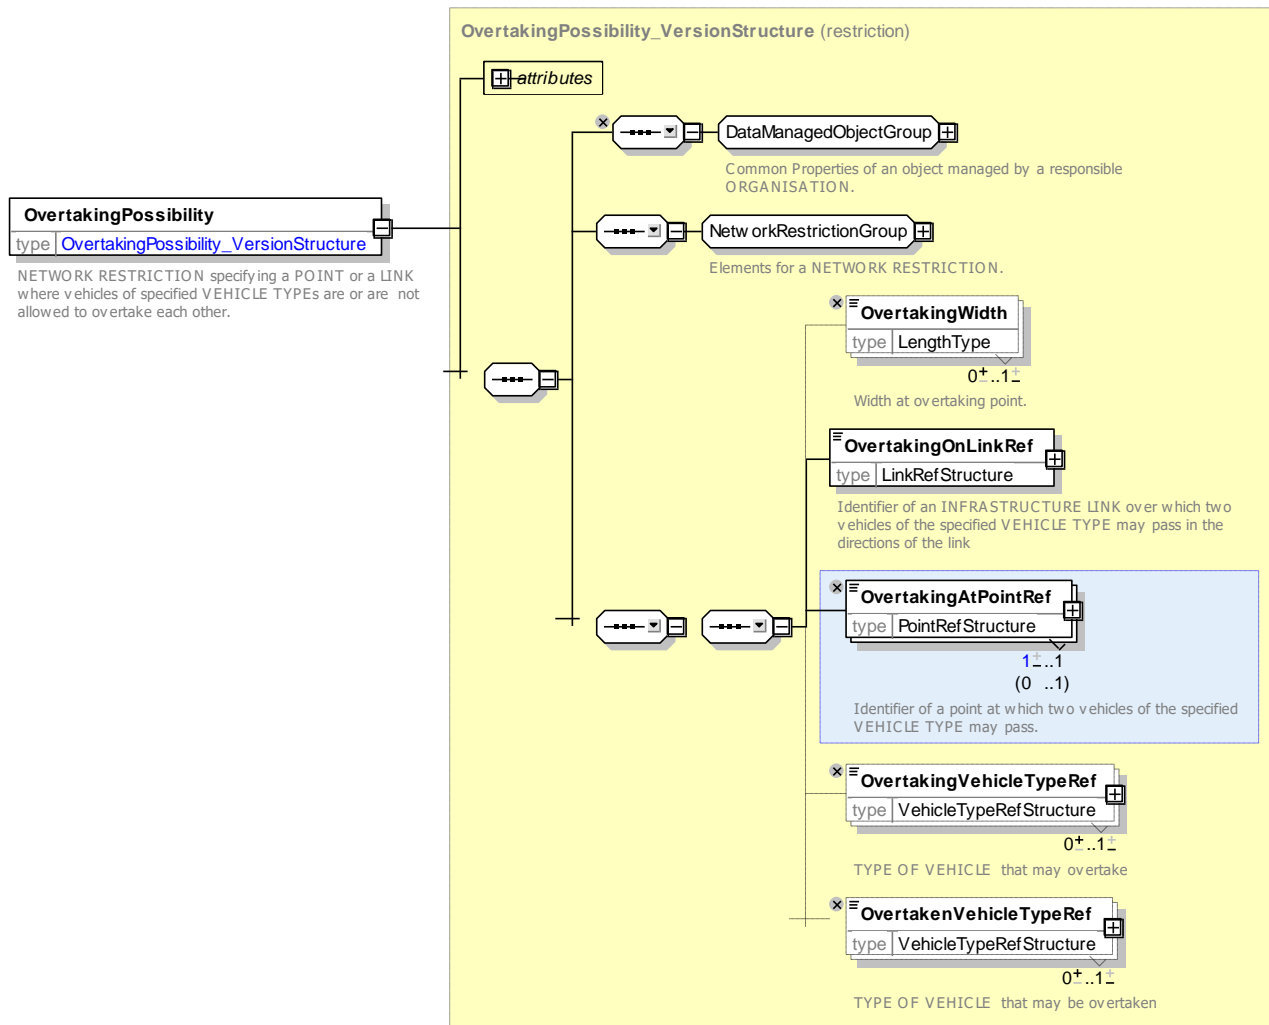 OvertakingPossibility_VersionStructure (restriction)
attributes
DataManagedObjectGroup
Common Properties of an object managed by a responsible
ORGANISATION.
OvertakingPossibility
type OvertakingPossibility_VersionStructure
NETWORK RESTRICTION specifying a POINT or a LINK
where vehicles of specified VEHICLE TYPEs are or are not
allowed to overtake each other.
NetworkRestrictionGroup
Elements for a NETWORK RESTRICTION.
OvertakingWidth
type LengthType
0±..1±
Width at overtaking point.
OvertakingOnLinkRef
type LinkRefStructure
Identifier of an INFRASTRUCTURE LINK over which two
vehicles of the specified VEHICLE TYPE may pass in the
directions of the link
OvertakingAtPointRef
type PointRefStructure
1±..1
(0 ..1)
Identifier of a point at which two vehicles of the specified
VEHICLE TYPE may pass.
OvertakingVehicleTypeRef
type VehicleTypeRefStructure
0±..1±
TYPE OF VEHICLE that may overtake
OvertakenVehicleTypeRef
type VehicleTypeRefStructure
0±..1±
TYPE OF VEHICLE that may be overtaken